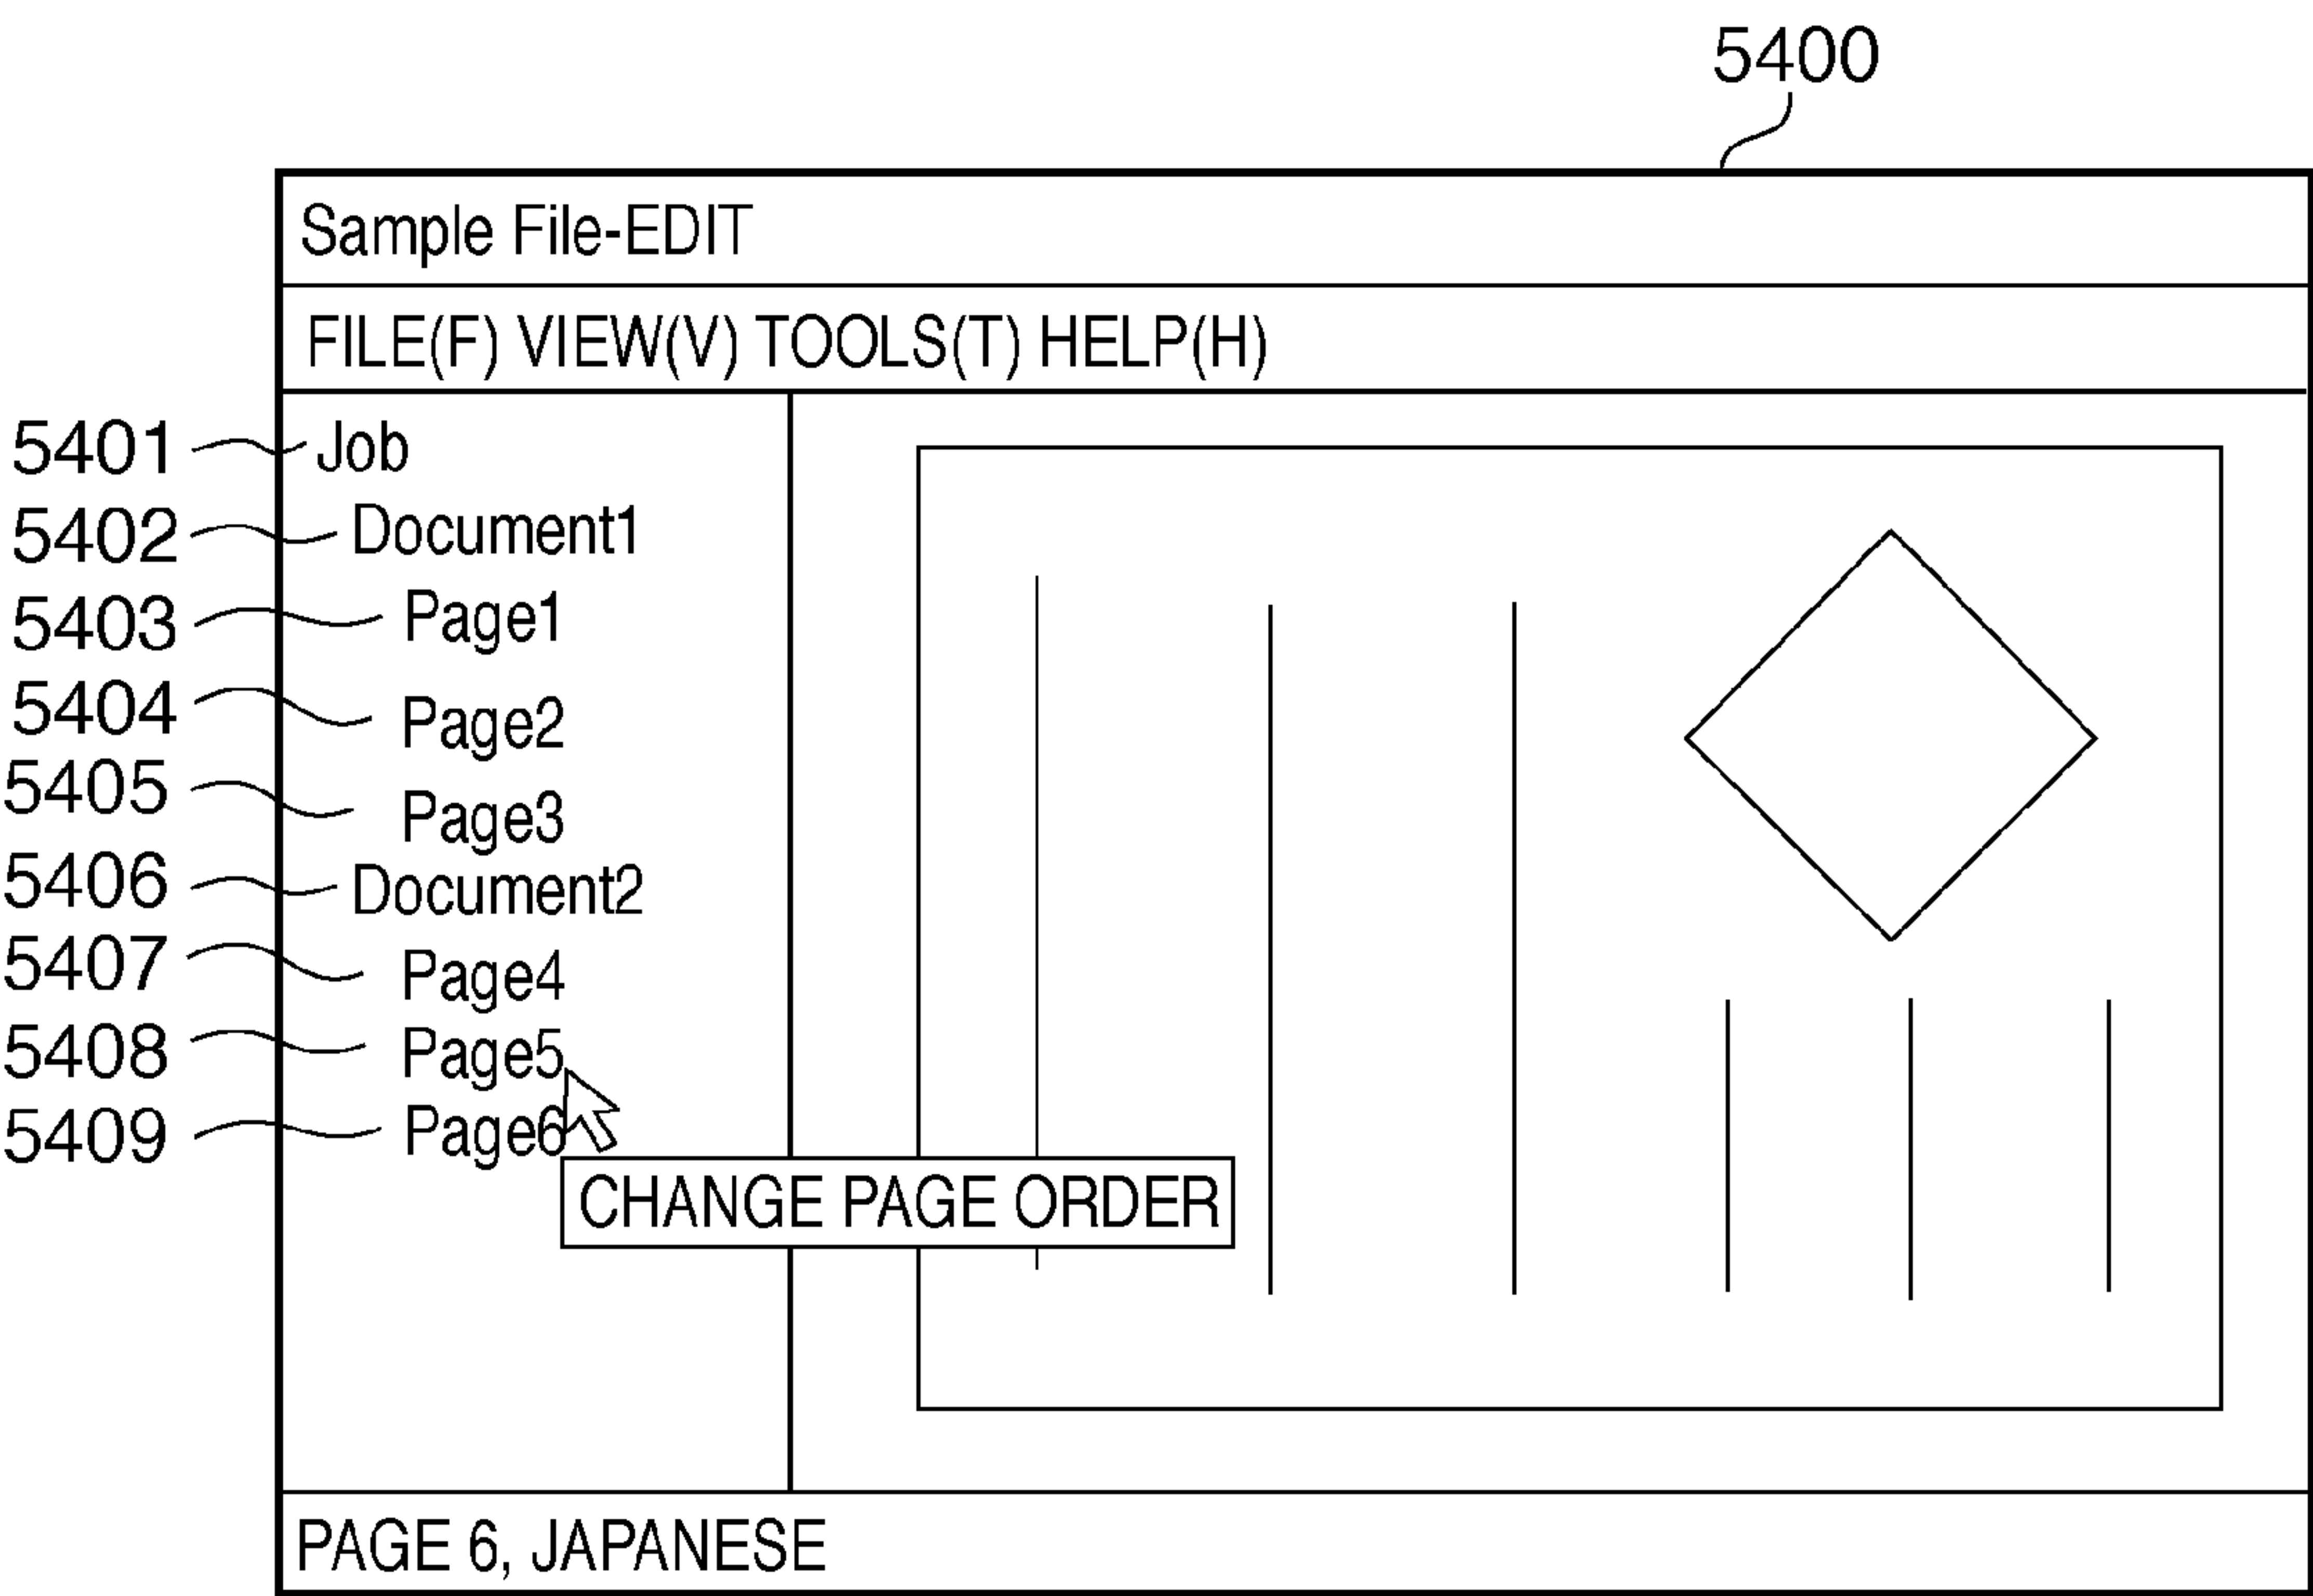 5400
Sample File-EDIT
FILE(F) VIEW(V) TOOLS(T) HELP(H)
5401 Job
5402 Document1
5403 Page1
5404 Page2
5405 Page3
5406 Document2
5407 Page4
5408 Page5
5409 Page6
CHANGE PAGE ORDER
PAGE 6, JAPANESE